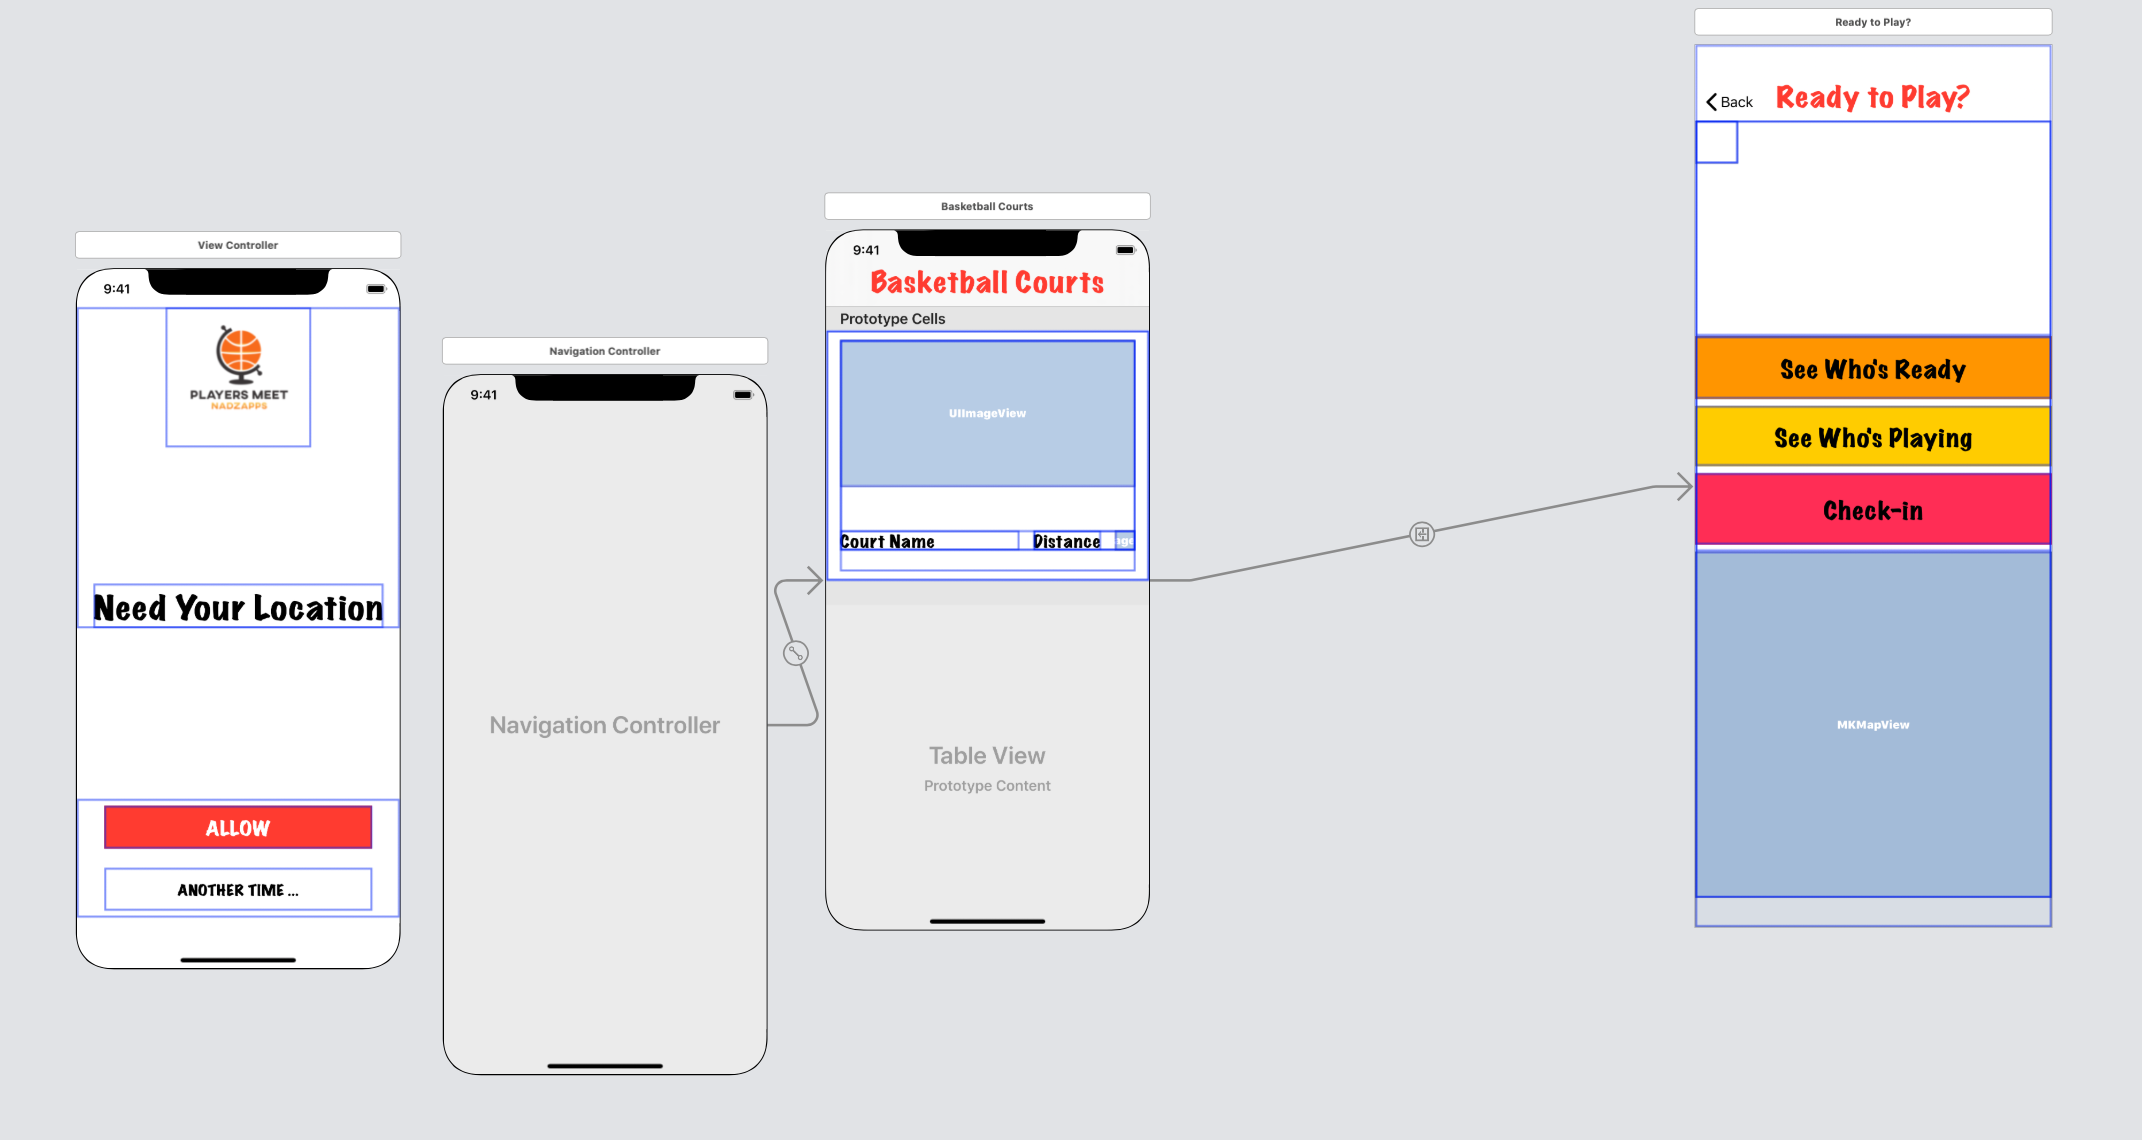 View Controller
9:41
PLAYERS MEET
NADZAPPS
Need Your Location
ALLOW
ANOTHER TIME ...
Navigation Controller
9:41
Navigation Controller
Basketball Courts
9:41
Basketball Courts
Prototype Cells
UIImageView
Court Name
Distance
Table View
Prototype Content
Ready to Play?
Back
Ready to Play?
See Who's Ready
See Who's Playing
Check-in
MKMapView